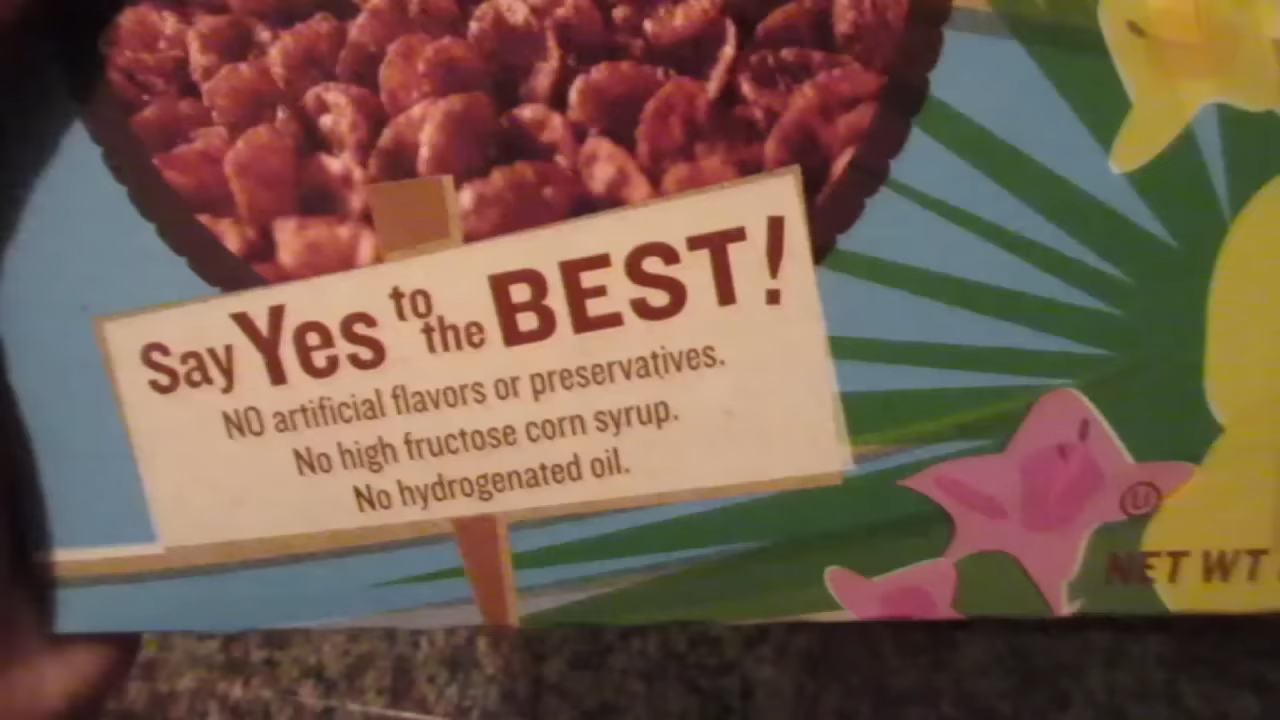 Say Yes to the BEST!
NO artificial flavors or preservatives.
No high fructose corn syrup.
No hydrogenated oil.
U
NET WT